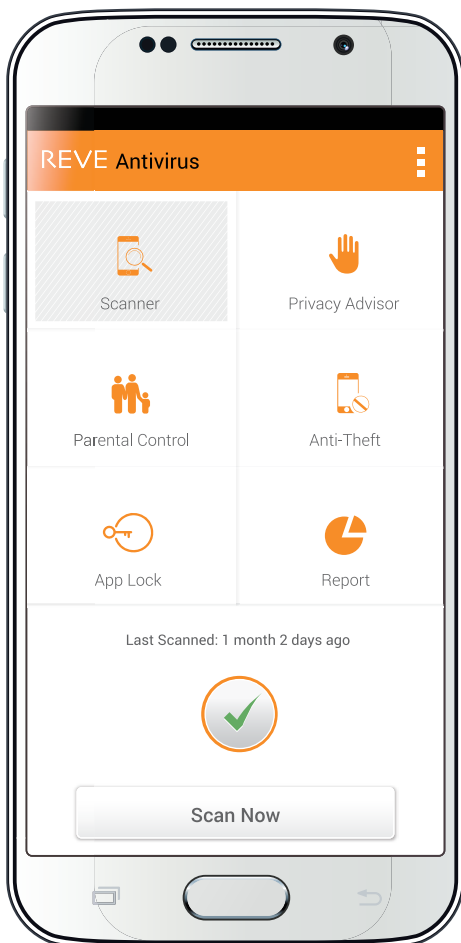 REVE Antivirus
Scanner
Privacy Advisor
Parental Control
Anti-Theft
App Lock
Report
Last Scanned: 1 month 2 days ago
Scan Now